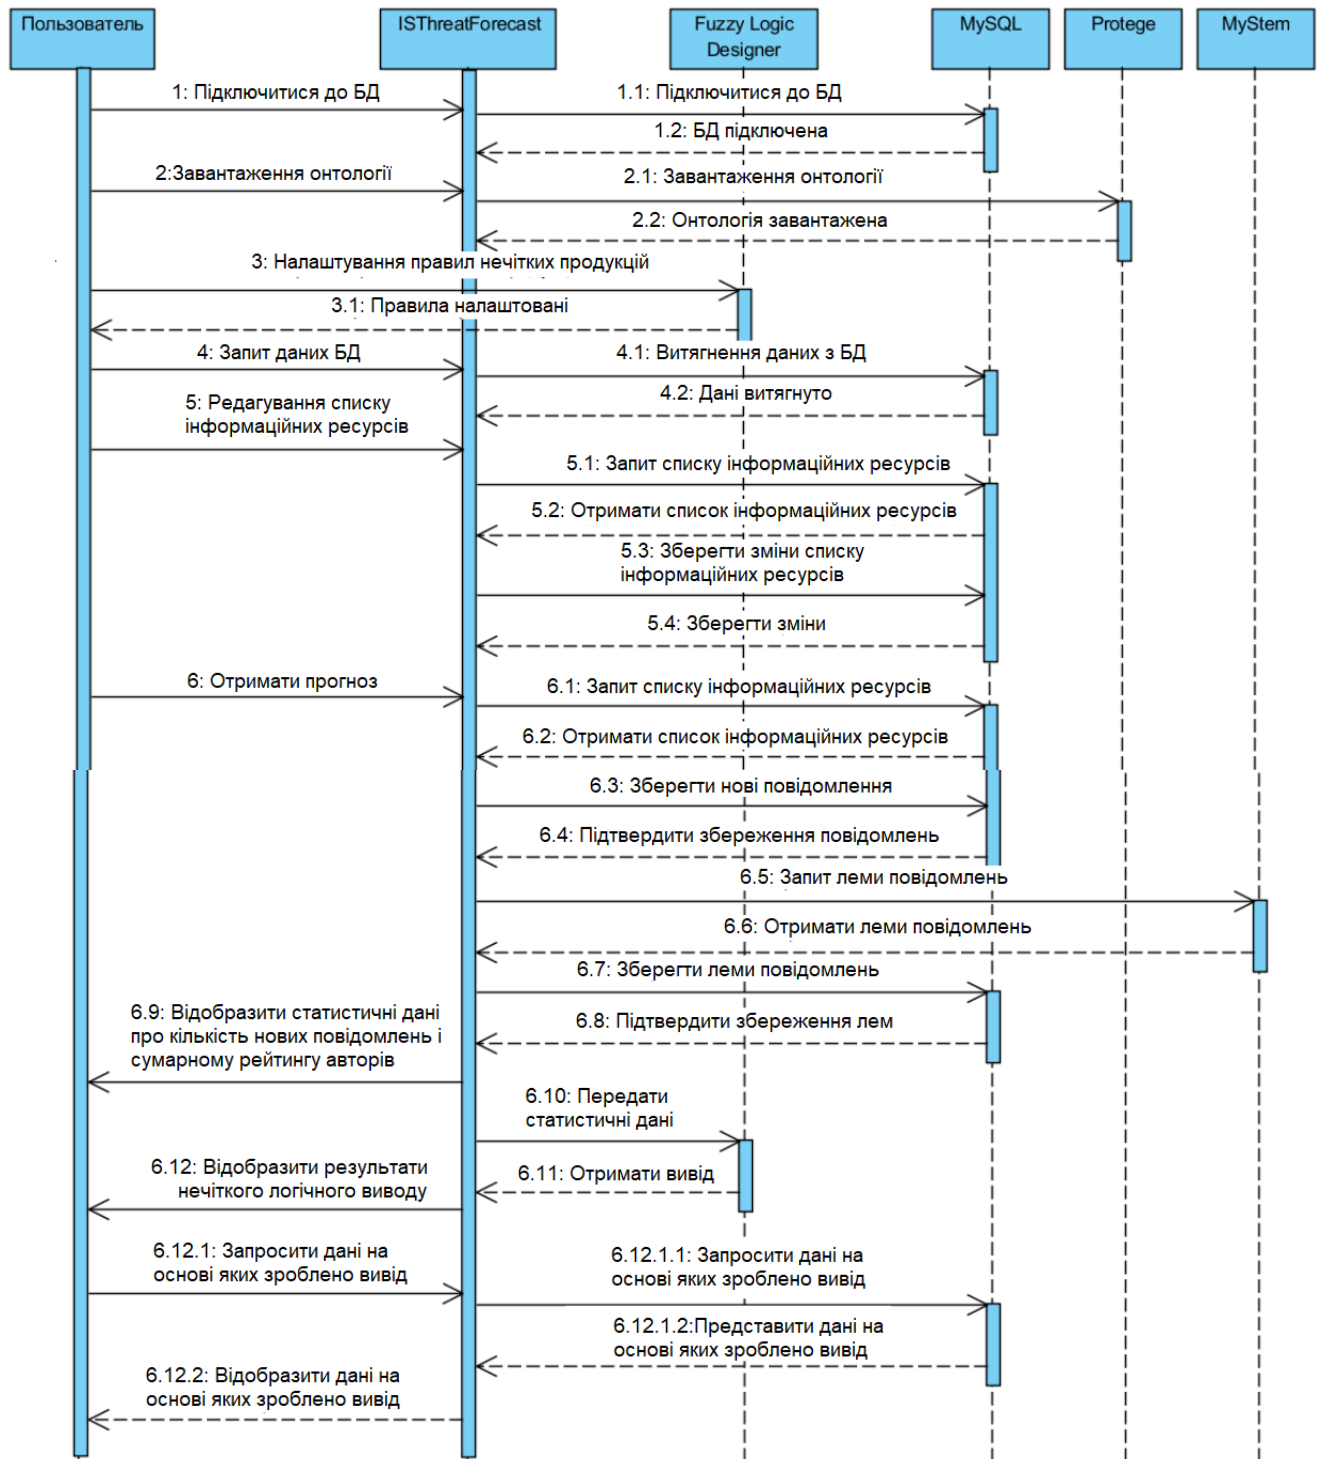 Пользователь
ISThreatForecast
Fuzzy Logic
Designer
MySQL
Protege
MyStem
1: Підключитися до БД
1.1: Підключитися до БД
1.2: БД підключена
2:Завантаження онтології
2.1: Завантаження онтології
2.2: Онтологія завантажена
3: Налаштування правил нечітких продукцій
3.1: Правила налаштовані
4: Запит даних БД
4.1: Витягнення даних з БД
4.2: Дані витягнуто
5: Редагування списку
інформаційних ресурсів
5.1: Запит списку інформаційних ресурсів
5.2: Отримати список інформаційних ресурсів
5.3: Зберегти зміни списку
інформаційних ресурсів
5.4: Зберегти зміни
6: Отримати прогноз
6.1: Запит списку інформаційних ресурсів
6.2: Отримати список інформаційних ресурсів
6.3: Зберегти нові повідомлення
6.4: Підтвердити збереження повідомлень
6.5: Запит леми повідомлень
6.6: Отримати леми повідомлень
6.7: Зберегти леми повідомлень
6.8: Підтвердити збереження лем
6.9: Відобразити статистичні дані
про кількість нових повідомлень і
сумарному рейтингу авторів
6.10: Передати
статистичні дані
6.11: Отримати вивід
6.12: Відобразити результати
нечіткого логічного виводу
6.12.1: Запросити дані на
основі яких зроблено вивід
6.12.1.1: Запросити дані на
основі яких зроблено вивід
6.12.1.2:Представити дані на
основі яких зроблено вивід
6.12.2: Відобразити дані на
основі яких зроблено вивід